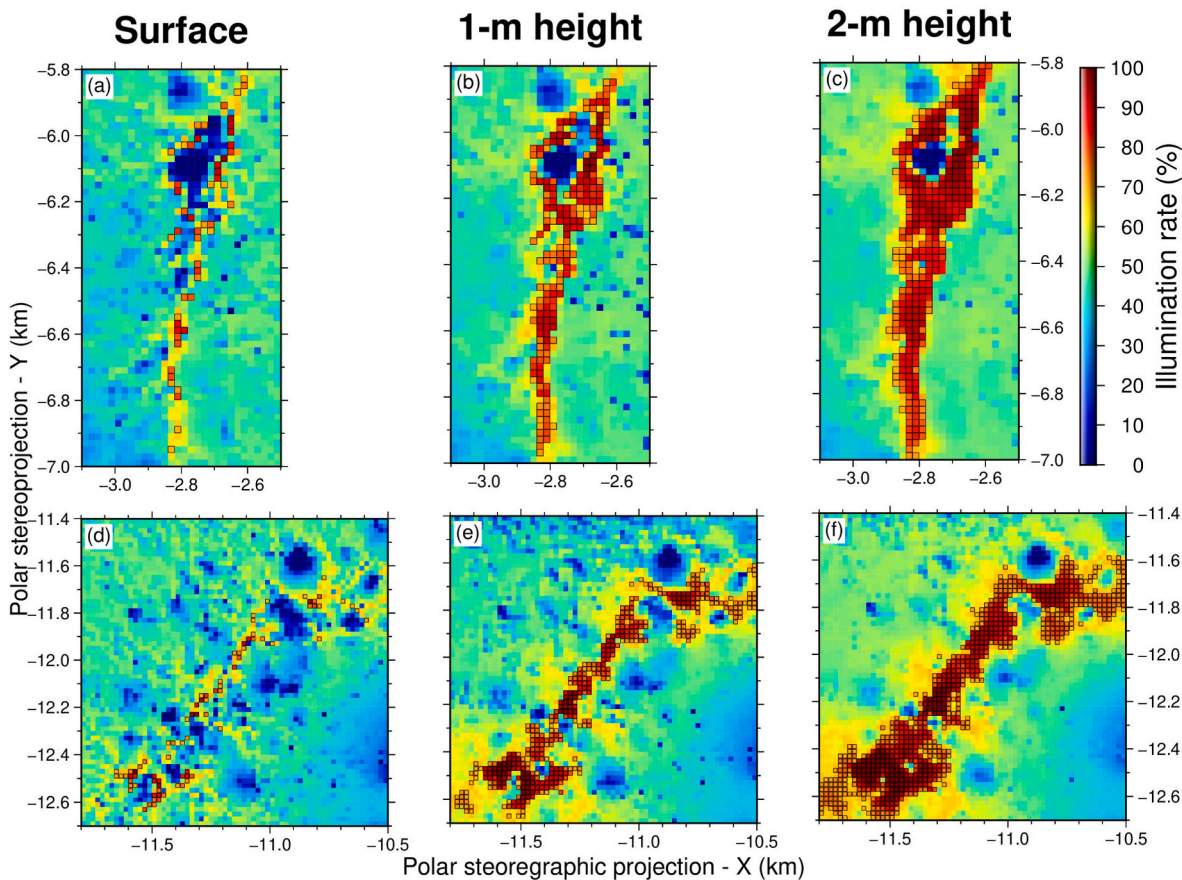 Surface 1-m height 2-m height
(a) (b) (c)
−5.8 −5.8 100
−6.0 −6.0 90
80
−6.2 −6.2 70
60
−6.4 −6.4 50
−6.6 −6.6 40
30
−6.8 −6.8 20
10
−7.0 −7.0 0
Illumination rate (%)
−3.0 −2.8 −2.6 −3.0 −2.8 −2.6 −3.0 −2.8 −2.6
Polar stereoprojection - Y (km)
(d) (e) (f)
−11.4 −11.4
−11.6 −11.6
−11.8 −11.8
−12.0 −12.0
−12.2 −12.2
−12.4 −12.4
−12.6 −12.6
−11.5 −11.0 −10.5 −11.5 −11.0 −10.5 −11.5 −11.0 −10.5
Polar steoregraphic projection - X (km)